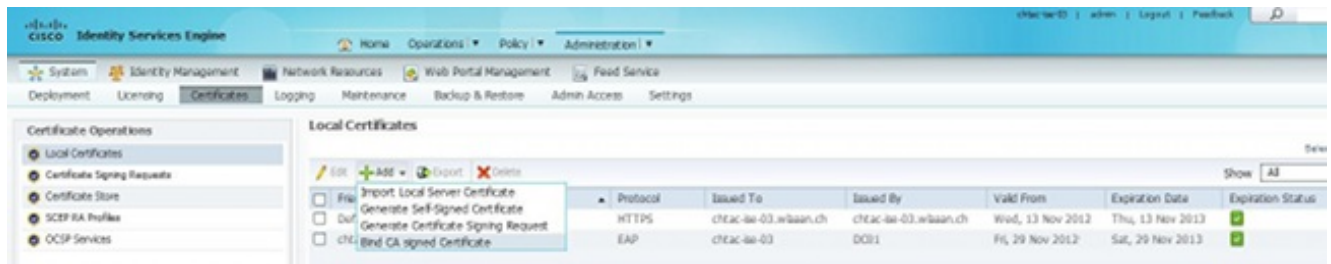 chtac-ise-03 | admin | Logout | Feedback
cisco Identity Services Engine
Home Operations Policy Administration
System Identity Management Network Resources Web Portal Management Feed Service
Deployment Licensing Certificates Logging Maintenance Backup & Restore Admin Access Settings
Certificate Operations
Local Certificates
Certificate Signing Requests
Certificate Store
SCEP RA Profiles
OCSP Services
Local Certificates
Edit Add Export Delete
Show All
Import Local Server Certificate
Generate Self-Signed Certificate
Generate Certificate Signing Request
Bind CA signed Certificate
Protocol Issued To Issued By Valid From Expiration Date Expiration Status
HTTPS chtac-ise-03.wlaaan.ch chtac-ise-03.wlaaan.ch Wed, 13 Nov 2012 Thu, 13 Nov 2013
EAP chtac-ise-03 DC01 Fri, 29 Nov 2012 Sat, 29 Nov 2013